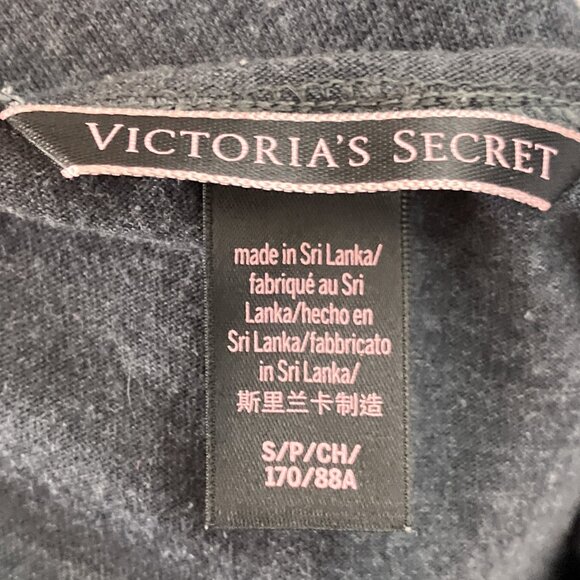 VICTORIA'S SECRET
made in Sri Lanka/
fabriqué au Sri
Lanka/hecho en
Sri Lanka/fabbricato
in Sri Lanka/
斯里兰卡制造
S/P/CH/
170/88A